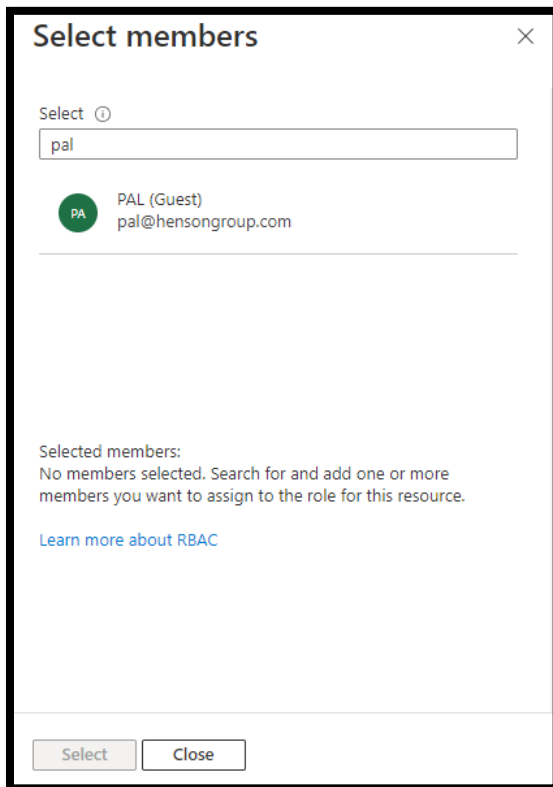 Select members
Select
pal
PA
PAL (Guest)
pal@hensongroup.com
Selected members:
No members selected. Search for and add one or more
members you want to assign to the role for this resource.
Learn more about RBAC
Select
Close